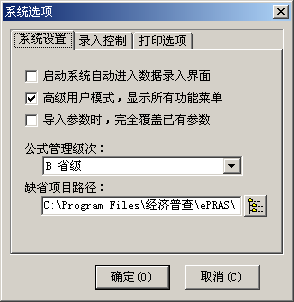 系统选项
系统设置 录入控制 打印选项
启动系统自动进入数据录入界面
高级用户模式，显示所有功能菜单
导入参数时，完全覆盖已有参数
公式管理级次：
B 省级
缺省项目路径：
C:\Program Files\经济普查\ePRAS\
确定(O) 取消(C)